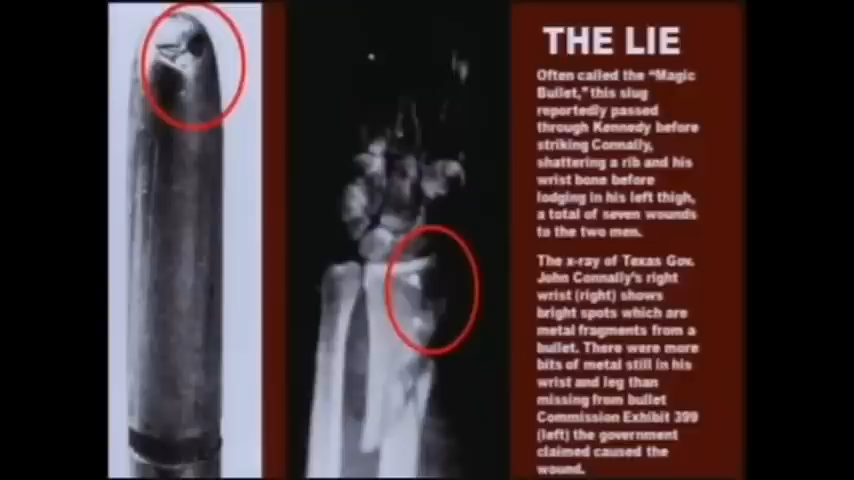 THE LIE
Often called the "Magic
Bullet," this slug
reportedly passed
through Kennedy before
striking Connally,
shattering a rib and his
wrist bone before
lodging in his left thigh,
a total of seven wounds
to the two men.
The x-ray of Texas Gov.
John Connally's right
wrist (right) shows
bright spots which are
metal fragments from a
bullet. There were more
bits of metal still in his
wrist and leg than
missing from bullet
Commission Exhibit 399
(left) the government
claimed caused the
wound.